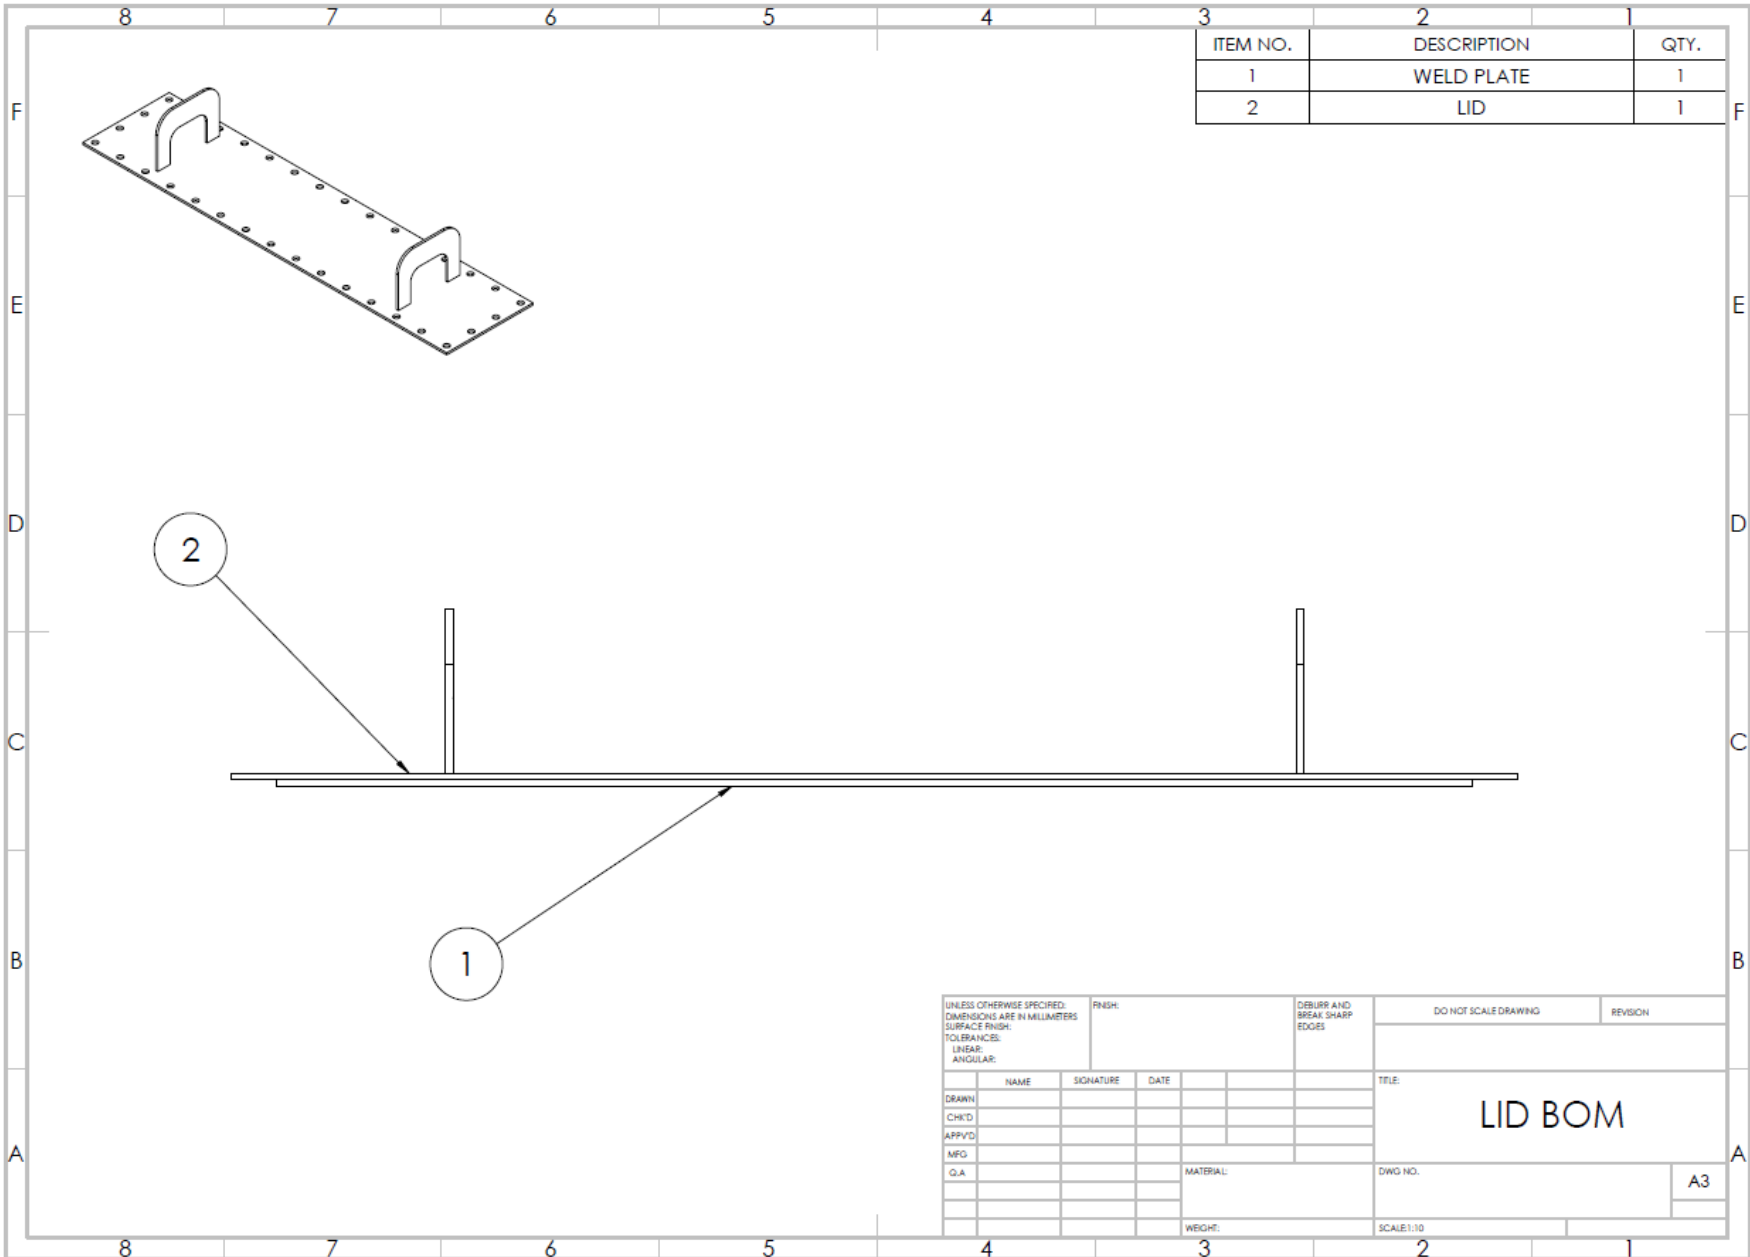 8 7 6 5 4 3 2 1
ITEM NO. DESCRIPTION QTY.
1 WELD PLATE 1
2 LID 1
F F
E E
D D
2
C C
1
B B
UNLESS OTHERWISE SPECIFIED:
DIMENSIONS ARE IN MILLIMETERS
SURFACE FINISH:
TOLERANCES:
LINEAR:
ANGULAR:
FINISH:
DEBURR AND
BREAK SHARP
EDGES
DO NOT SCALE DRAWING
REVISION
NAME SIGNATURE DATE
DRAWN
CHK'D
APPV'D
MFG
Q.A
TITLE:
LID BOM
A A
MATERIAL:
DWG NO.
A3
WEIGHT:
SCALE:1:10
8 7 6 5 4 3 2 1